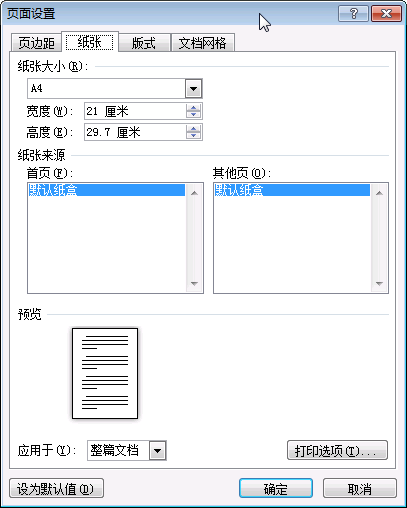 页面设置
页边距 纸张 版式 文档网格
纸张大小(R):
A4
宽度(W): 21 厘米
高度(E): 29.7 厘米
纸张来源
首页(F): 其他页(O):
默认纸盒 默认纸盒
预览
应用于(Y): 整篇文档 打印选项(T)...
设为默认值(D) 确定 取消